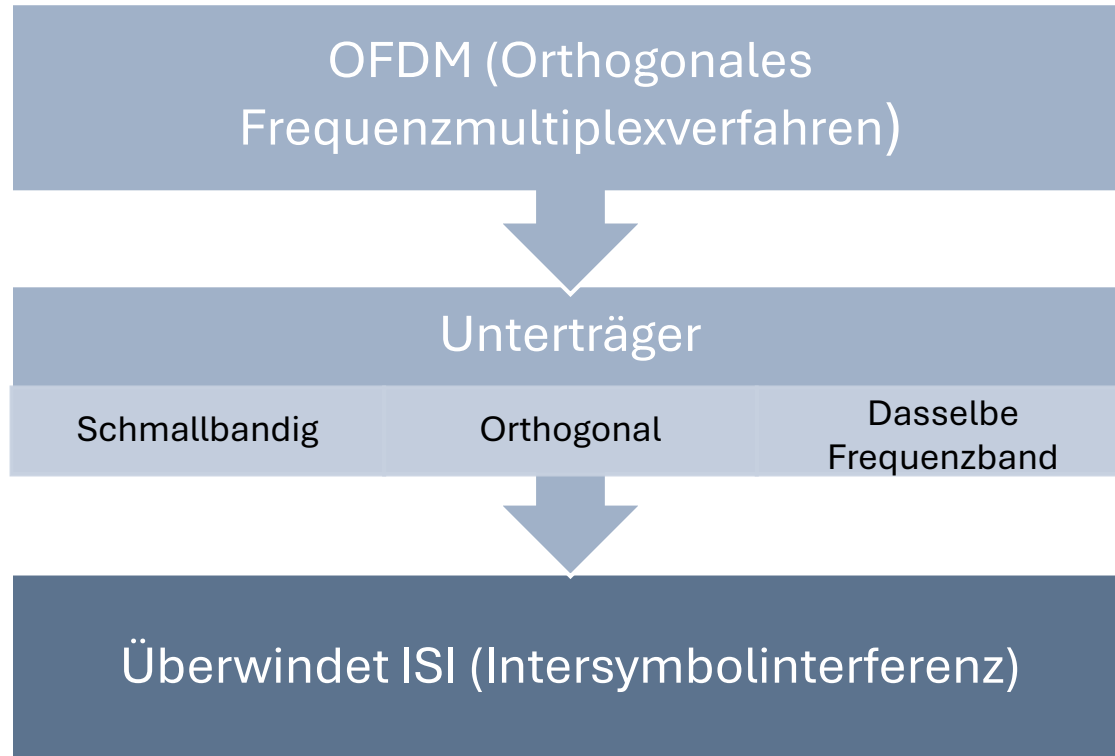 OFDM (Orthogonales
Frequenzmultiplexverfahren)
Unterträger
Schmallbandig
Orthogonal
Dasselbe
Frequenzband
Überwindet ISI (Intersymbolinterferenz)